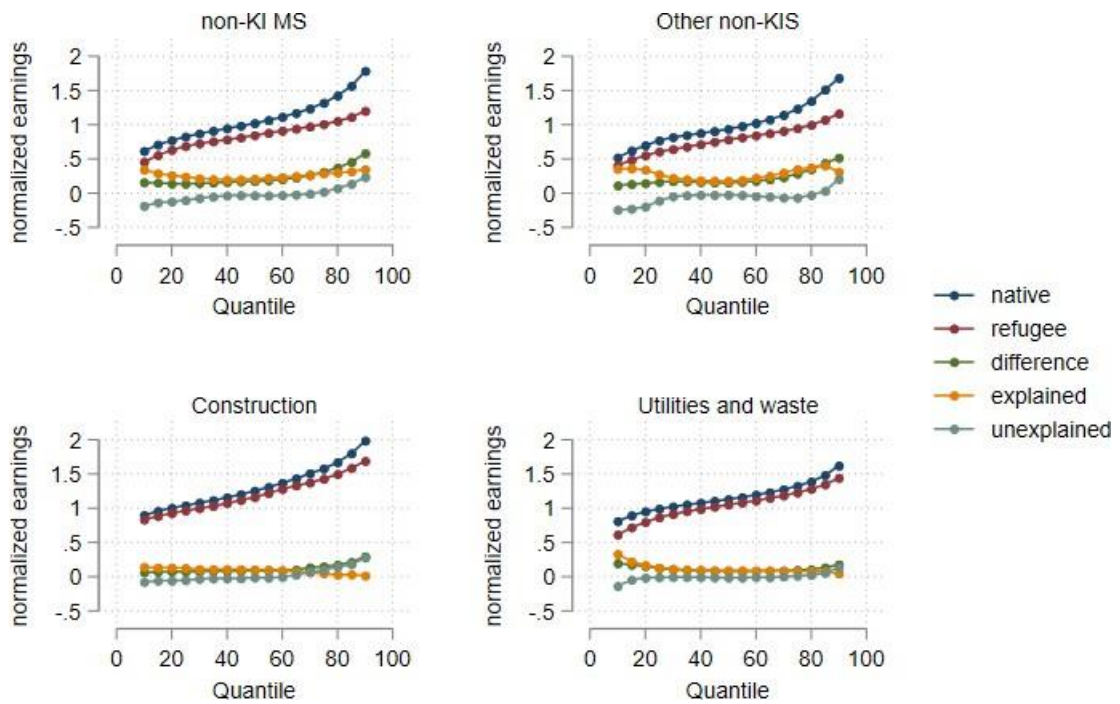 non-KI MS
normalized earnings
2
1.5
1
.5
0
-.5
0 20 40 60 80 100
Quantile
Other non-KIS
normalized earnings
2
1.5
1
.5
0
-.5
0 20 40 60 80 100
Quantile
Construction
normalized earnings
2
1.5
1
.5
0
-.5
0 20 40 60 80 100
Quantile
Utilities and waste
normalized earnings
2
1.5
1
.5
0
-.5
0 20 40 60 80 100
Quantile
native
refugee
difference
explained
unexplained